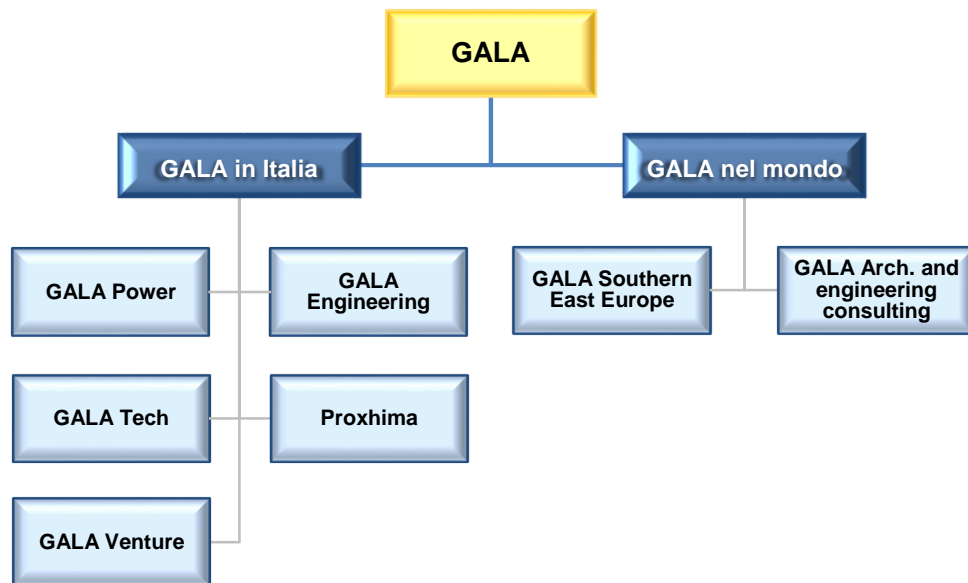 GALA
GALA in Italia
GALA nel mondo
GALA Power
GALA
Engineering
GALA Southern
East Europe
GALA Arch. and
engineering
consulting
GALA Tech
Proxhima
GALA Venture